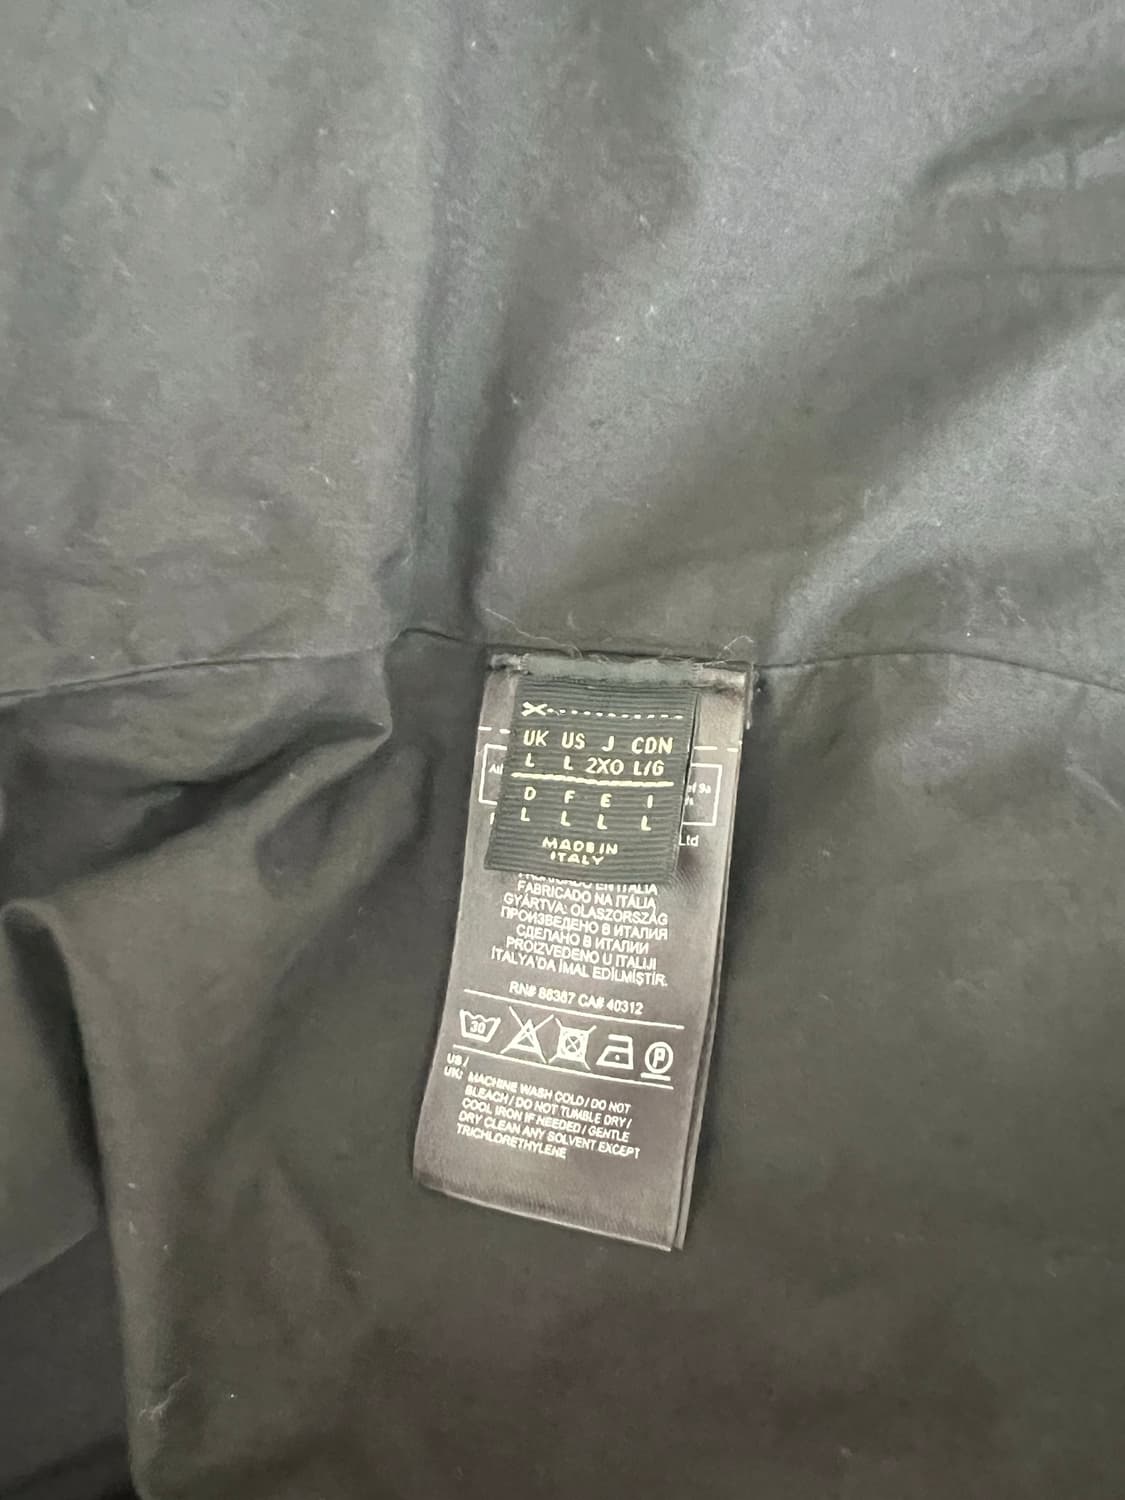 UK US J CDN
L L 2XO L/G
D F E I
L L L L
MADE IN
ITALY
Ltd
EN ITALIA
FABRICADO NA ITÁLIA
GYÁRTVA: OLASZORSZÁG
ПРОИЗВЕДЕНО В ИТАЛИЯ
СДЕЛАНО В ИТАЛИИ
PROIZVEDENO U ITALIJI
İTALYA'DA İMAL EDİLMİŞTİR.
RN# 88387 CA# 40312
30
P
US /
UK: MACHINE WASH COLD / DO NOT
BLEACH / DO NOT TUMBLE DRY /
COOL IRON IF NEEDED / GENTLE
DRY CLEAN ANY SOLVENT EXCEPT
TRICHLORETHYLENE